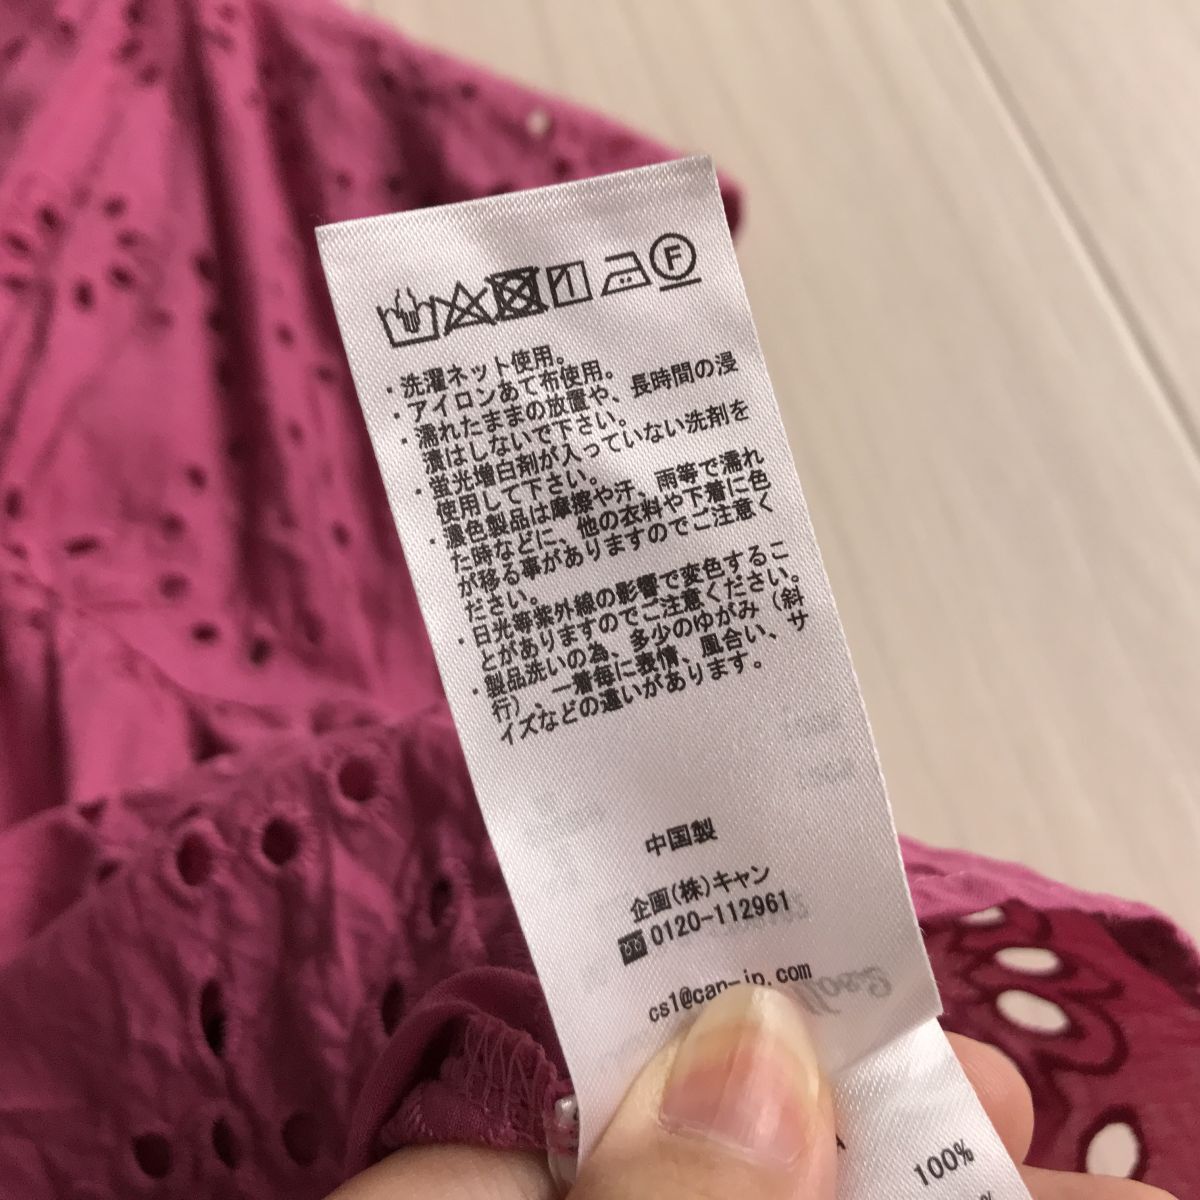 F
・洗濯ネット使用。
・アイロンあて布使用。
・濡れたままの放置や、長時間の浸
漬はしないで下さい。
・蛍光増白剤が入っていない洗剤を
使用して下さい。
・濃色製品は摩擦や汗、雨等で濡れ
た時などに、他の衣料や下着に色
が移る事がありますのでご注意く
ださい。
・日光等紫外線の影響で変色するこ
とがありますのでご注意ください。
・製品洗いの為、多少のゆがみ（斜
行）、一着毎に表情、風合い、サ
イズなどの違いがあります。
中国製
企画(株)キャン
0120-112961
cs1@can-jp.com
100%